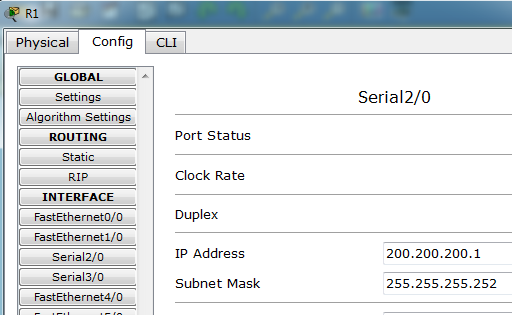 R1
Physical Config CLI
GLOBAL
Settings
Algorithm Settings
ROUTING
Static
RIP
INTERFACE
FastEthernet0/0
FastEthernet1/0
Serial2/0
Serial3/0
FastEthernet4/0
FastEthernet5/0
Serial2/0
Port Status
Clock Rate
Duplex
IP Address 200.200.200.1
Subnet Mask 255.255.255.252